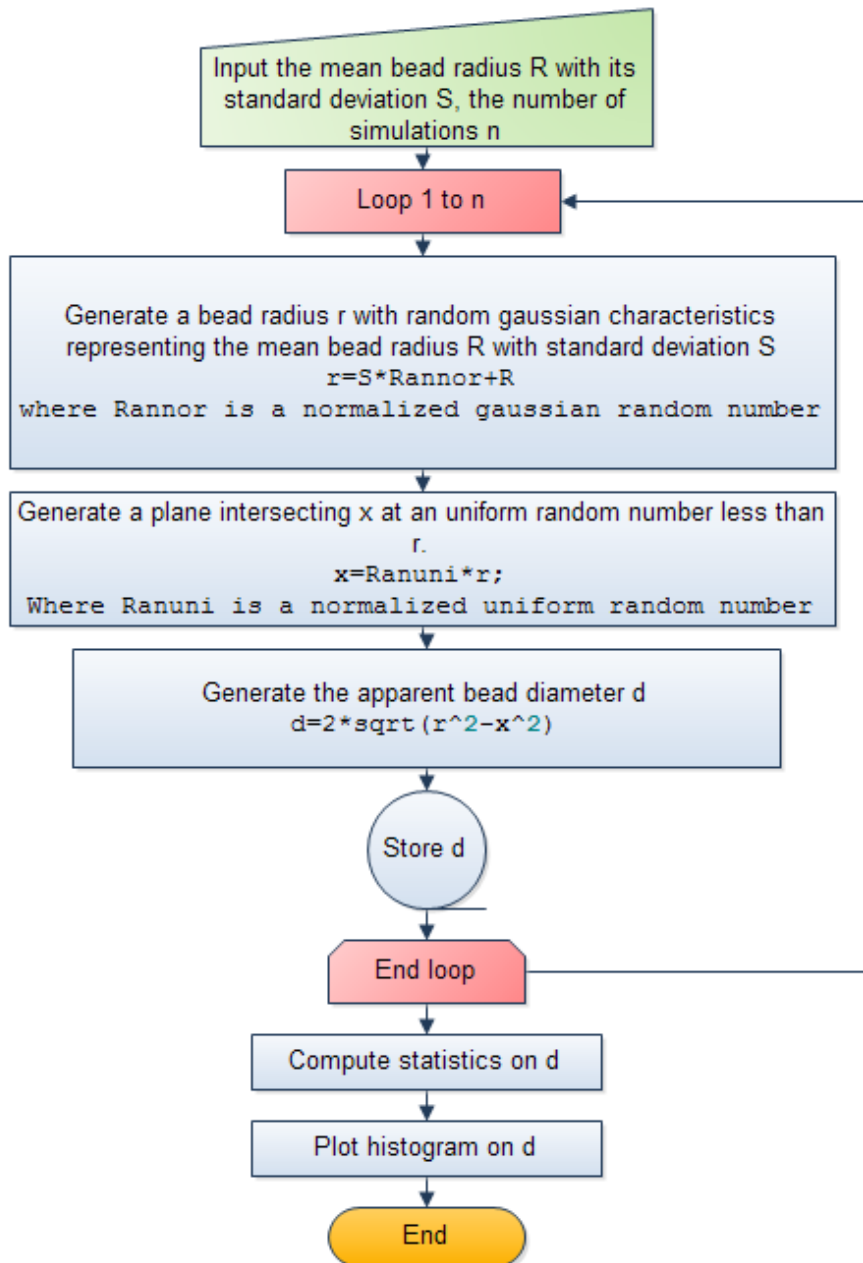 Input the mean bead radius R with its
standard deviation S, the number of
simulations n
Loop 1 to n
Generate a bead radius r with random gaussian characteristics
representing the mean bead radius R with standard deviation S
r=S*Rannor+R
where Rannor is a normalized gaussian random number
Generate a plane intersecting x at an uniform random number less than
r.
x=Ranuni*r;
Where Ranuni is a normalized uniform random number
Generate the apparent bead diameter d
d=2*sqrt(r^2-x^2)
Store d
End loop
Compute statistics on d
Plot histogram on d
End